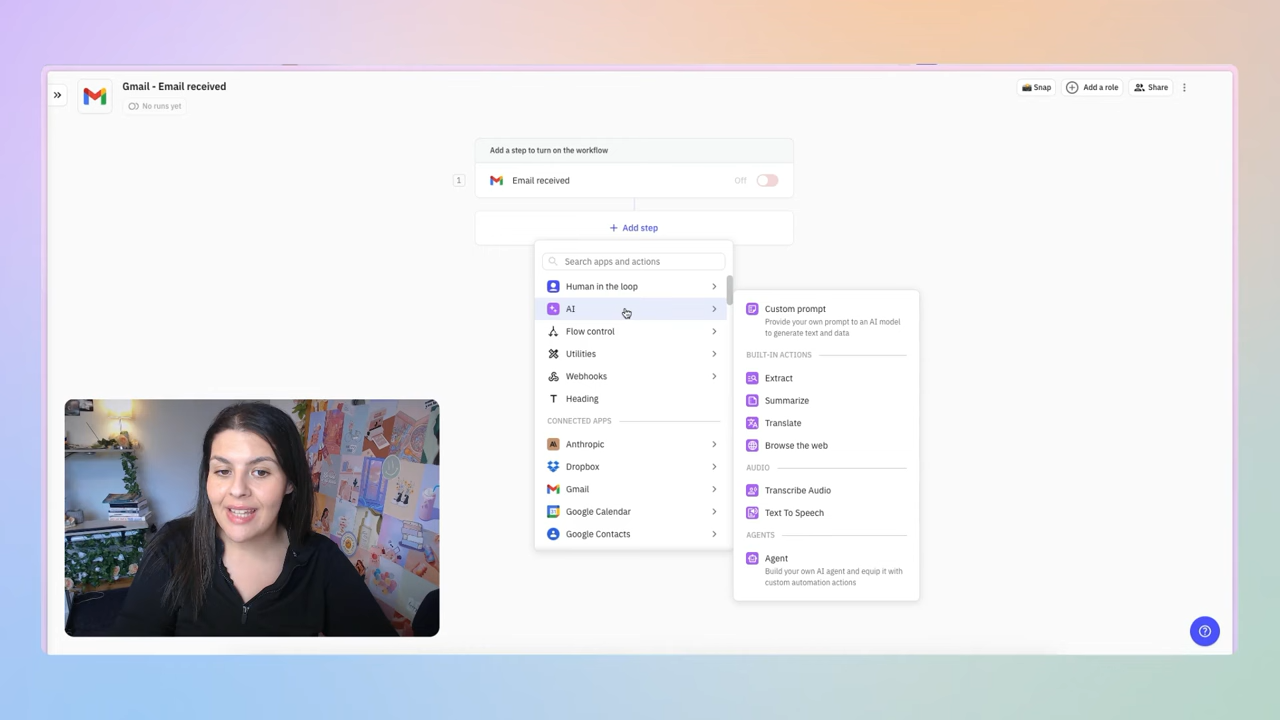 Gmail - Email received
No runs yet
Snap
Add a role
Share
Add a step to turn on the workflow
1
Email received
Off
+ Add step
Search apps and actions
Human in the loop
AI
Flow control
Utilities
Webhooks
Heading
CONNECTED APPS
Anthropic
Dropbox
Gmail
Google Calendar
Google Contacts
Custom prompt
Provide your own prompt to an AI model
to generate text and data
BUILT-IN ACTIONS
Extract
Summarize
Translate
Browse the web
AUDIO
Transcribe Audio
Text To Speech
AGENTS
Agent
Build your own AI agent and equip it with
custom automation actions